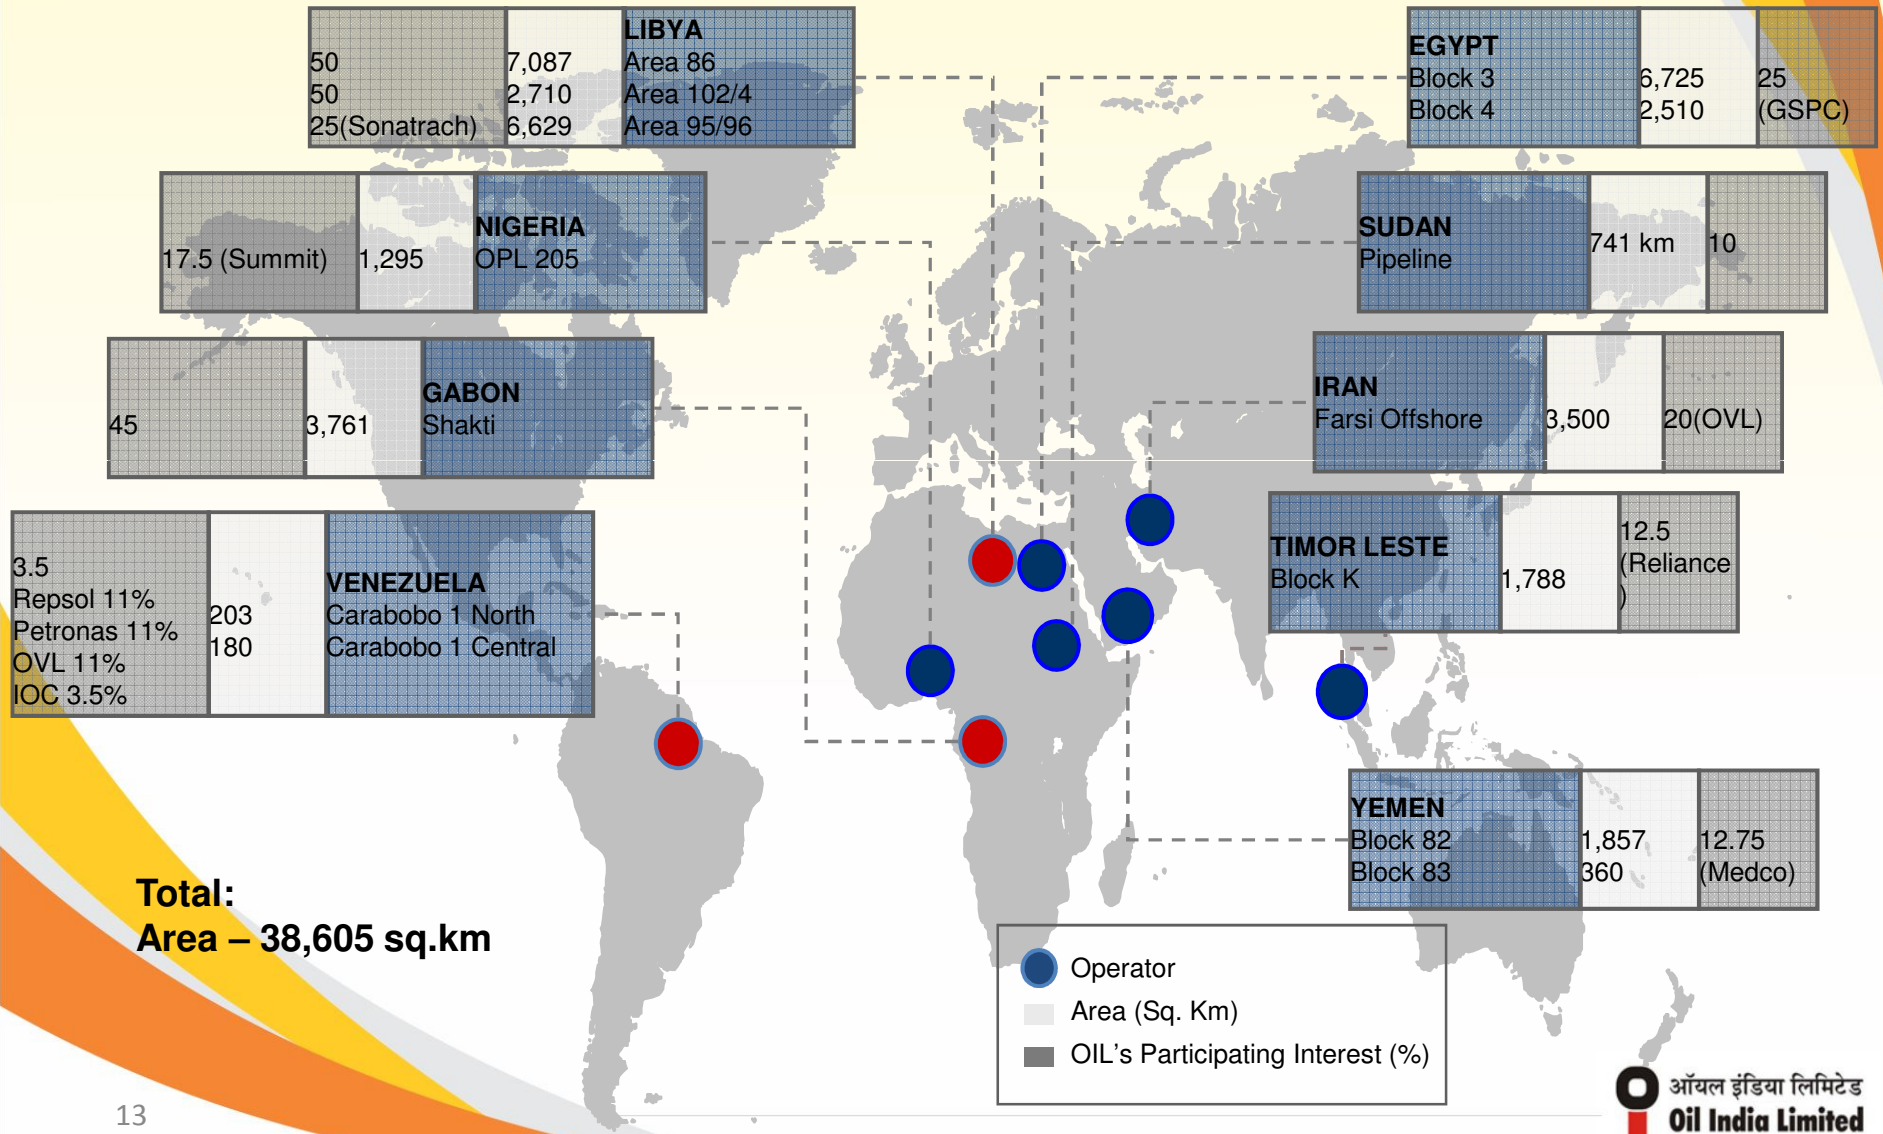 50
50
25(Sonatrach)
7,087
2,710
6,629
LIBYA
Area 86
Area 102/4
Area 95/96
EGYPT
Block 3
Block 4
6,725
2,510
25
(GSPC)
17.5 (Summit)
1,295
NIGERIA
OPL 205
SUDAN
Pipeline
741 km
10
45
3,761
GABON
Shakti
IRAN
Farsi Offshore
3,500
20(OVL)
3.5
Repsol 11%
Petronas 11%
OVL 11%
IOC 3.5%
203
180
VENEZUELA
Carabobo 1 North
Carabobo 1 Central
TIMOR LESTE
Block K
1,788
12.5
(Reliance
)
YEMEN
Block 82
Block 83
1,857
360
12.75
(Medco)
Total:
Area – 38,605 sq.km
Operator
Area (Sq. Km)
OIL's Participating Interest (%)
13
ऑयल इंडिया लिमिटेड
Oil India Limited